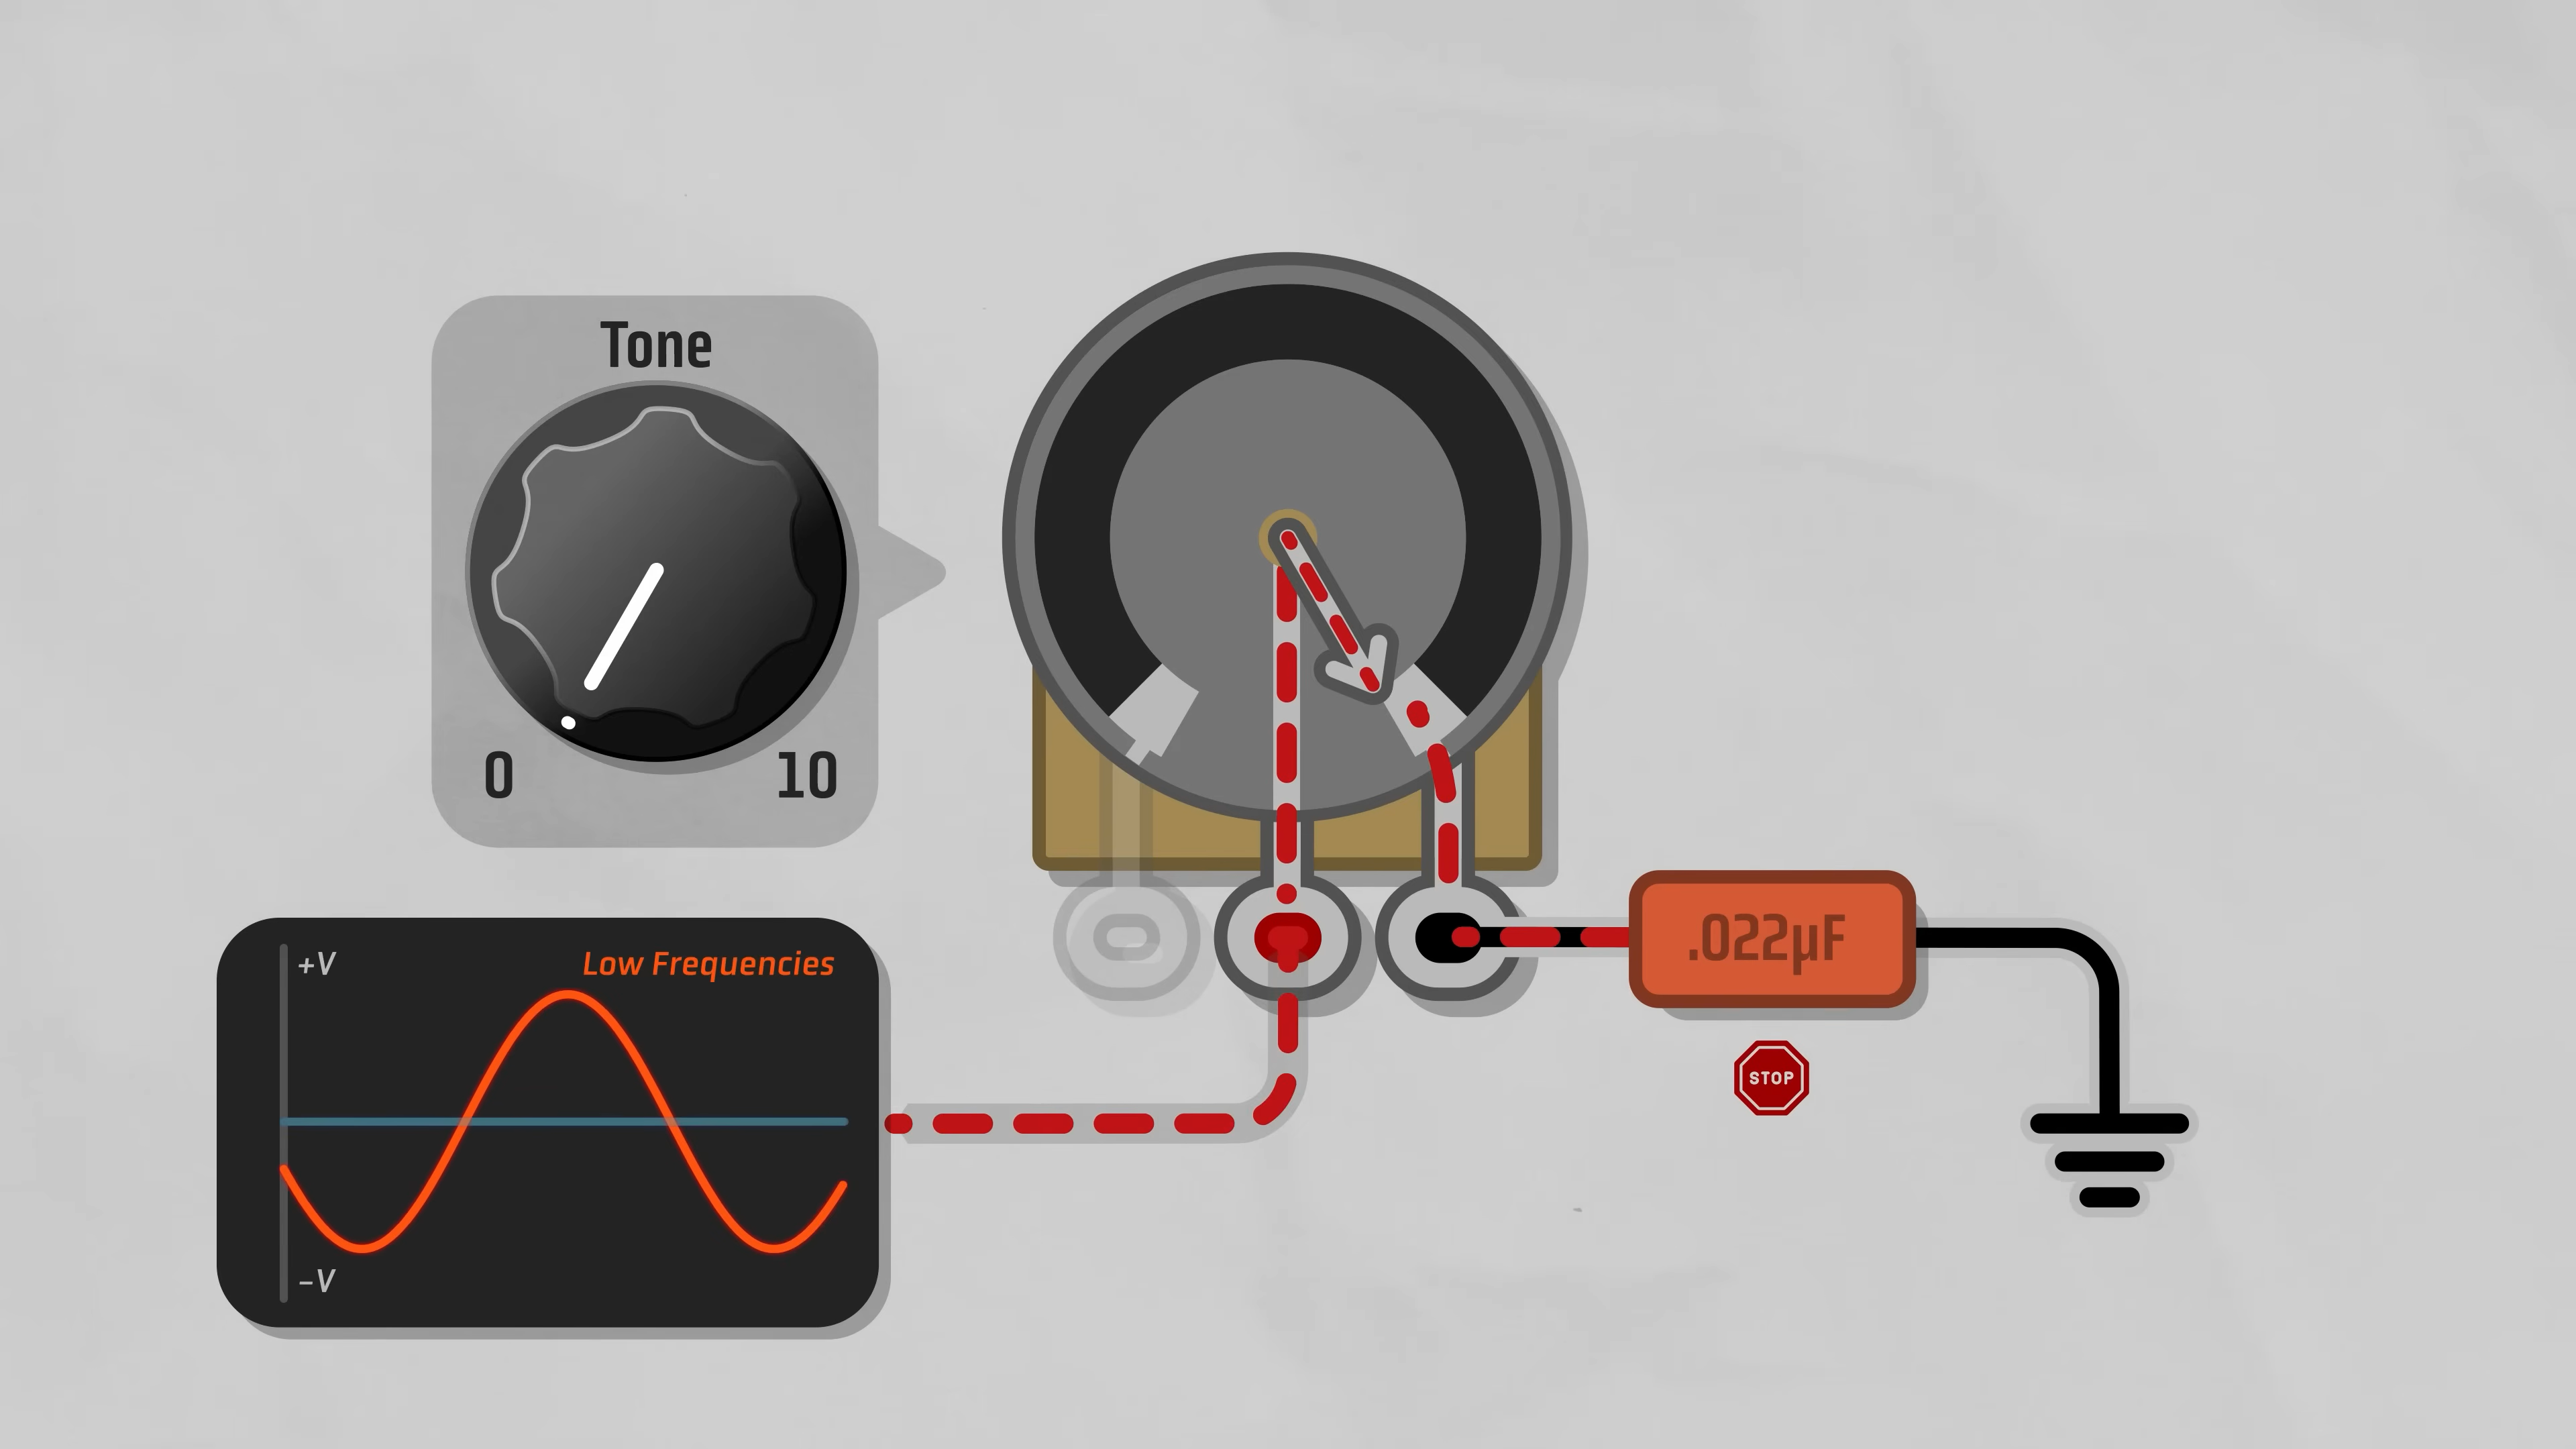 Tone
0
10
+V
Low Frequencies
-V
.022µF
STOP